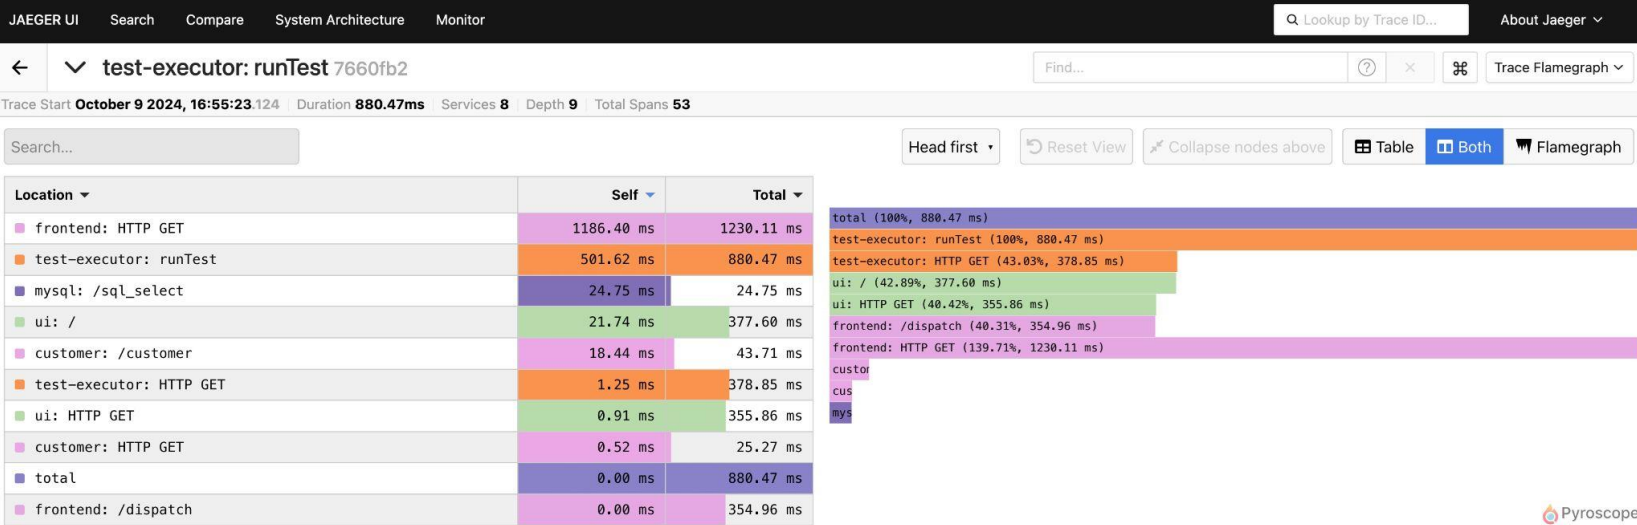 JAEGER UI Search Compare System Architecture Monitor Lookup by Trace ID... About Jaeger
test-executor: runTest 7660fb2 Find... ? Trace Flamegraph
Trace Start October 9 2024, 16:55:23.124 Duration 880.47ms Services 8 Depth 9 Total Spans 53
Search... Head first Reset View Collapse nodes above Table Both Flamegraph
Location Self Total
frontend: HTTP GET 1186.40 ms 1230.11 ms
test-executor: runTest 501.62 ms 880.47 ms
mysql: /sql_select 24.75 ms 24.75 ms
ui: / 21.74 ms 377.60 ms
customer: /customer 18.44 ms 43.71 ms
test-executor: HTTP GET 1.25 ms 378.85 ms
ui: HTTP GET 0.91 ms 355.86 ms
customer: HTTP GET 0.52 ms 25.27 ms
total 0.00 ms 880.47 ms
frontend: /dispatch 0.00 ms 354.96 ms
total (100%, 880.47 ms)
test-executor: runTest (100%, 880.47 ms)
test-executor: HTTP GET (43.03%, 378.85 ms)
ui: / (42.89%, 377.60 ms)
ui: HTTP GET (40.42%, 355.86 ms)
frontend: /dispatch (40.31%, 354.96 ms)
frontend: HTTP GET (139.71%, 1230.11 ms)
custom
cus
mys
Pyroscope